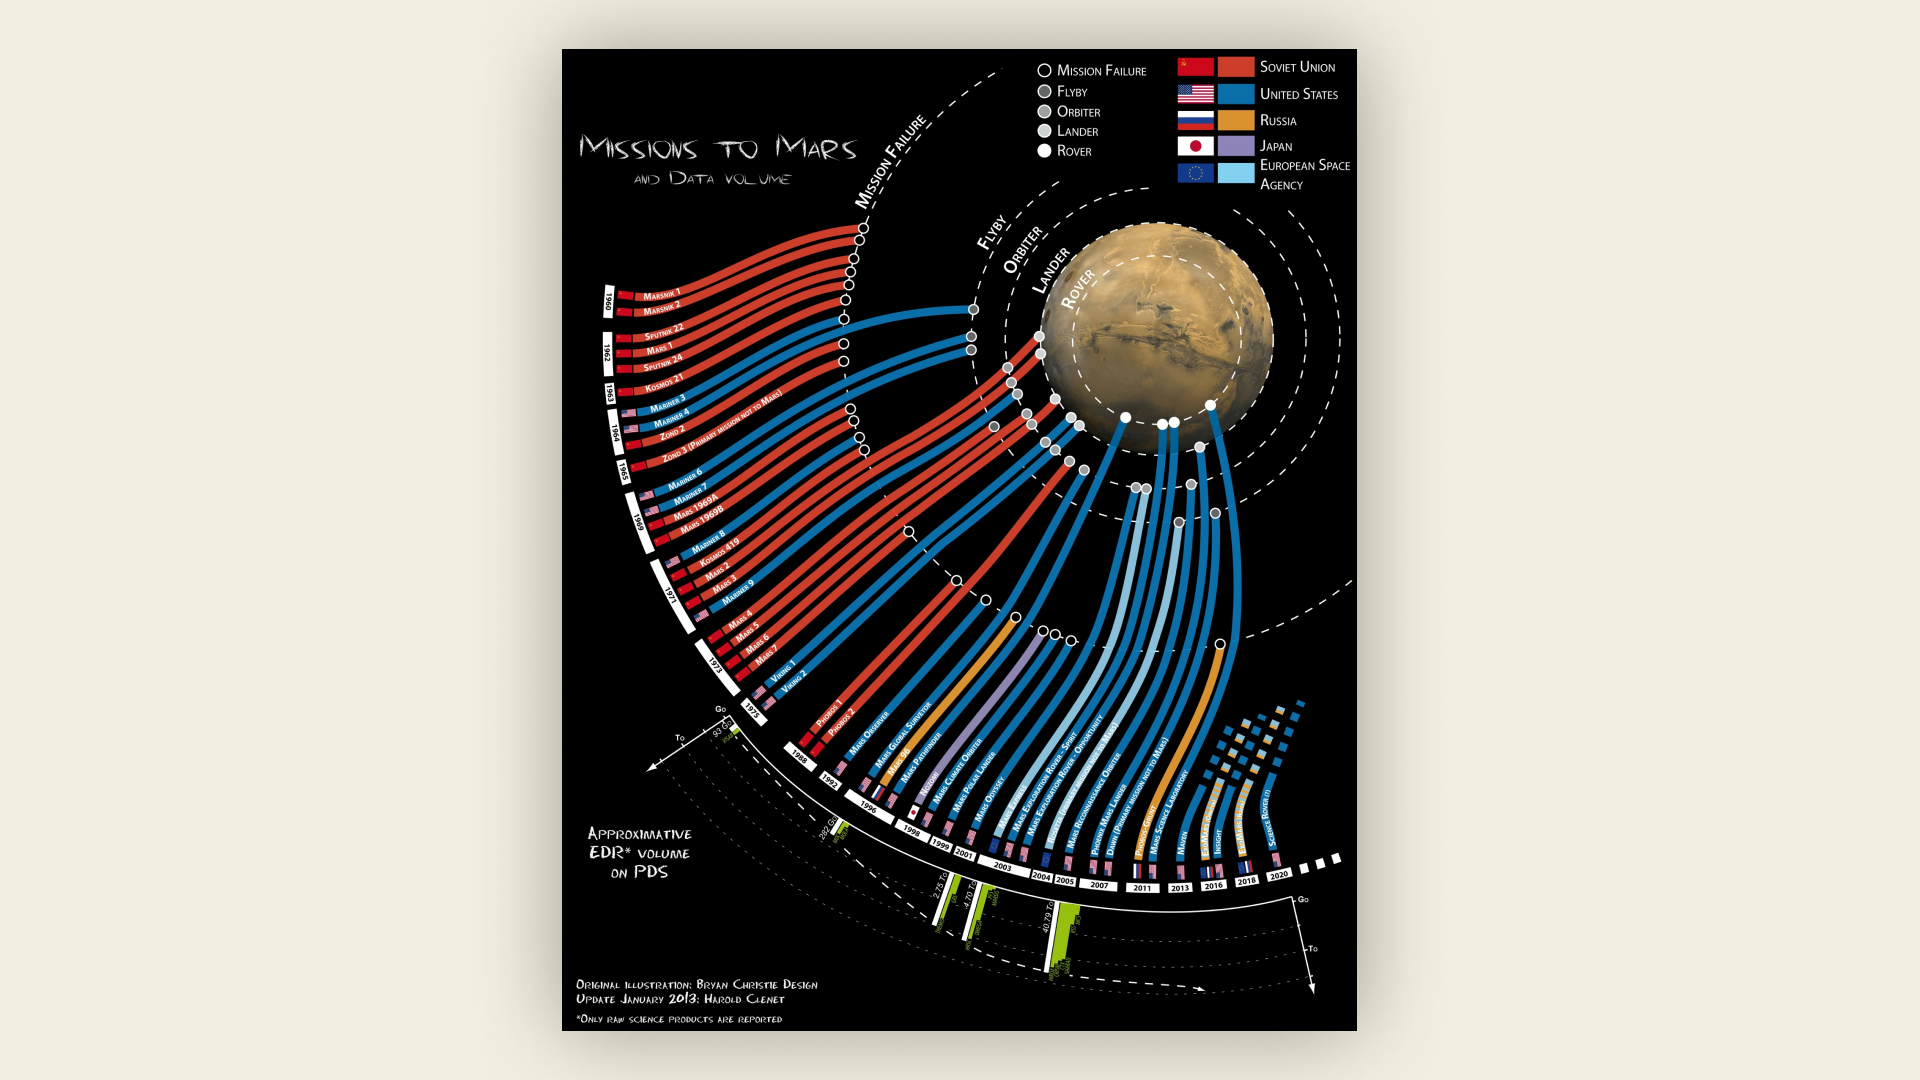 Missions to Mars
and Data volume
Mission Failure
Flyby
Orbiter
Lander
Rover
Soviet Union
United States
Russia
Japan
European Space
Agency
Mission Failure
Flyby
Orbiter
Lander
Rover
1960
Marsnik 1
Marsnik 2
1962
Sputnik 22
Mars 1
Sputnik 24
1963
Kosmos 21
1964
Mariner 3
Mariner 4
Zond 2
1965
Zond 3 (Primary mission not to Mars)
1969
Mariner 6
Mariner 7
Mars 1969A
Mars 1969B
1971
Mariner 8
Kosmos 419
Mars 2
Mars 3
Mariner 9
1973
Mars 4
Mars 5
Mars 6
Mars 7
1975
Viking 1
Viking 2
1988
Phobos 1
Phobos 2
1992
Mars Observer
1996
Mars Global Surveyor
Mars 96
Mars Pathfinder
1998
Nozomi
Mars Climate Orbiter
1999
Mars Polar Lander
2001
Mars Odyssey
2003
Mars Express
Mars Exploration Rover - Spirit
Mars Exploration Rover - Opportunity
2004
Rosetta (Primary mission not to Mars)
2005
Mars Reconnaissance Orbiter
2007
Phoenix Mars Lander
Dawn (Primary mission not to Mars)
2011
Phobos-Grunt
Mars Science Laboratory
2013
Maven
2016
Insight
2018
2020
Science Rover (?)
Go
To
93 Go
282 Go
2.75 To
4.70 To
40.79 To
Go
To
Approximative
EDR* volume
on PDS
Original illustration: Bryan Christie Design
Update January 2013: Harold Clenet
*Only raw science products are reported